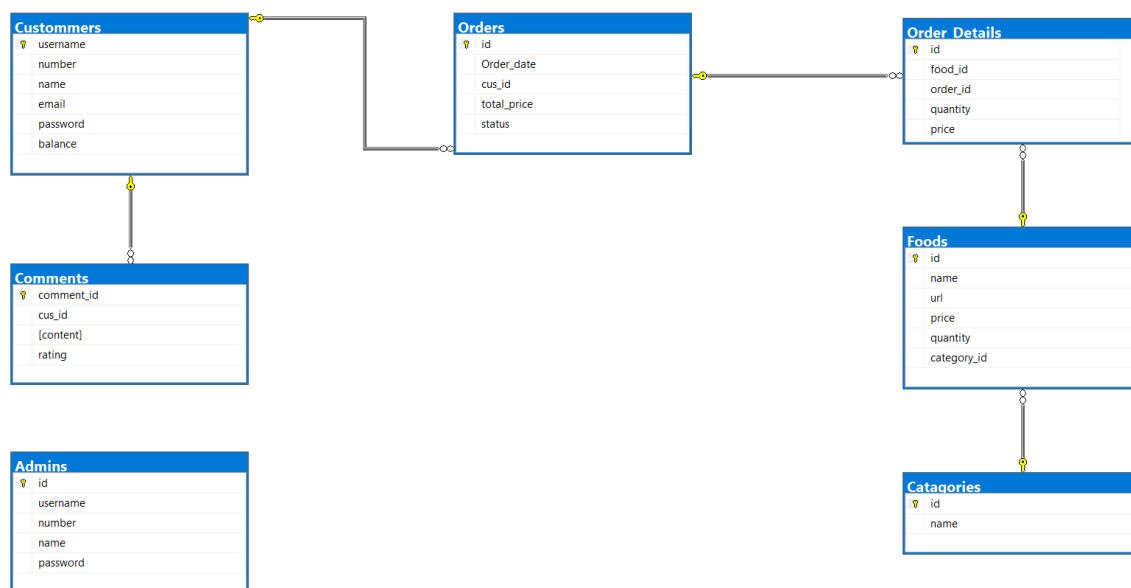 Custommers
username
number
name
email
password
balance
Orders
id
Order_date
cus_id
total_price
status
Order_Details
id
food_id
order_id
quantity
price
Comments
comment_id
cus_id
[content]
rating
Foods
id
name
url
price
quantity
category_id
Admins
id
username
number
name
password
Catagories
id
name